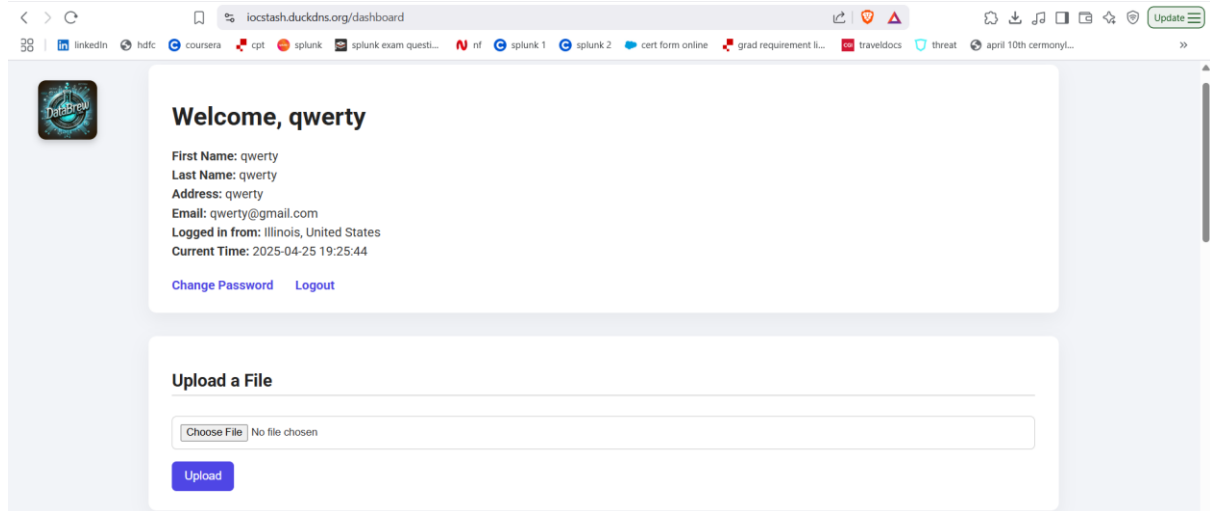 iocstash.duckdns.org/dashboard
Update
linkedIn hdfc coursera cpt splunk splunk exam questi... nf splunk 1 splunk 2 cert form online grad requirement li... traveldocs threat april 10th cermonyl... »
DataBrew
Welcome, qwerty
First Name: qwerty
Last Name: qwerty
Address: qwerty
Email: qwerty@gmail.com
Logged in from: Illinois, United States
Current Time: 2025-04-25 19:25:44
Change Password Logout
Upload a File
Choose File No file chosen
Upload